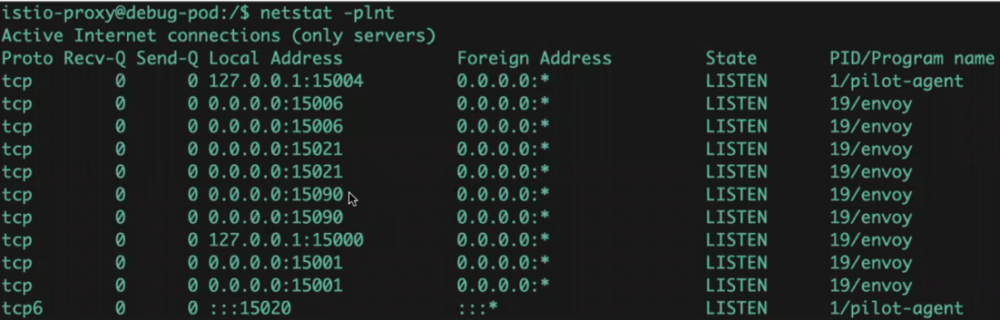 istio-proxy@debug-pod:/$ netstat -plnt
Active Internet connections (only servers)
Proto Recv-Q Send-Q Local Address           Foreign Address         State       PID/Program name
tcp        0      0 127.0.0.1:15004         0.0.0.0:*               LISTEN      1/pilot-agent
tcp        0      0 0.0.0.0:15006           0.0.0.0:*               LISTEN      19/envoy
tcp        0      0 0.0.0.0:15006           0.0.0.0:*               LISTEN      19/envoy
tcp        0      0 0.0.0.0:15021           0.0.0.0:*               LISTEN      19/envoy
tcp        0      0 0.0.0.0:15021           0.0.0.0:*               LISTEN      19/envoy
tcp        0      0 0.0.0.0:15090           0.0.0.0:*               LISTEN      19/envoy
tcp        0      0 0.0.0.0:15090           0.0.0.0:*               LISTEN      19/envoy
tcp        0      0 127.0.0.1:15000         0.0.0.0:*               LISTEN      19/envoy
tcp        0      0 0.0.0.0:15001           0.0.0.0:*               LISTEN      19/envoy
tcp        0      0 0.0.0.0:15001           0.0.0.0:*               LISTEN      19/envoy
tcp6       0      0 :::15020                :::*                    LISTEN      1/pilot-agent